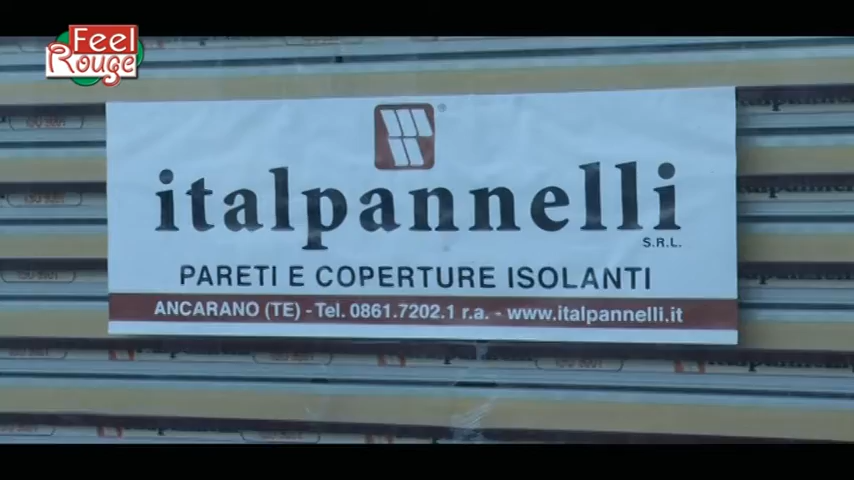 Feel
Rouge
italpannelli
S.R.L.
PARETI E COPERTURE ISOLANTI
ANCARANO (TE) - Tel. 0861.7202.1 r.a. - www.italpannelli.it